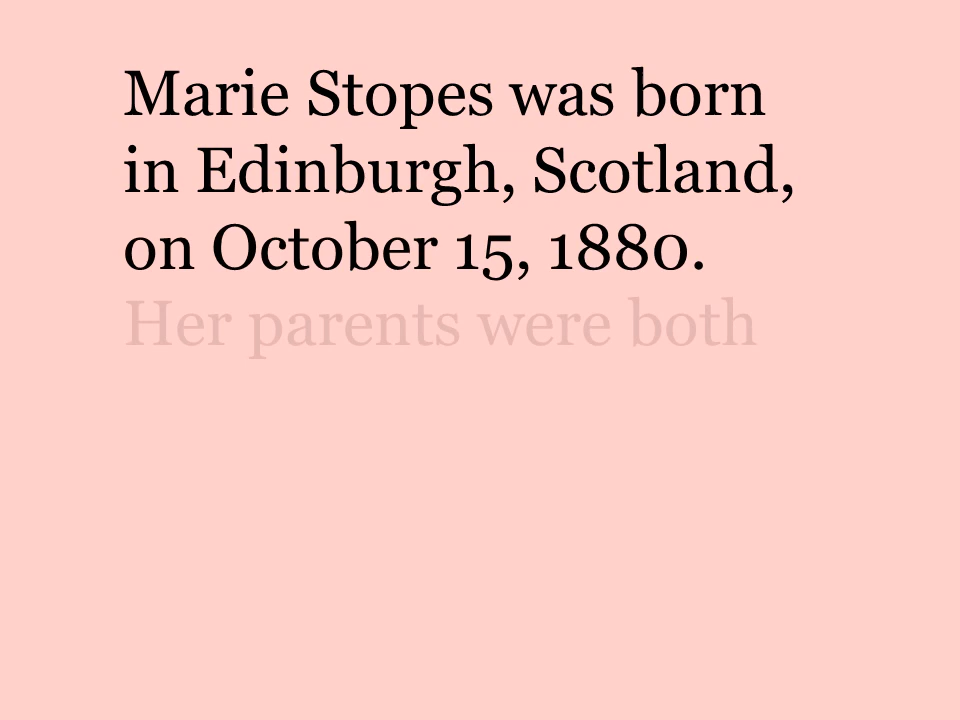 Marie Stopes was born
in Edinburgh, Scotland,
on October 15, 1880.
Her parents were both